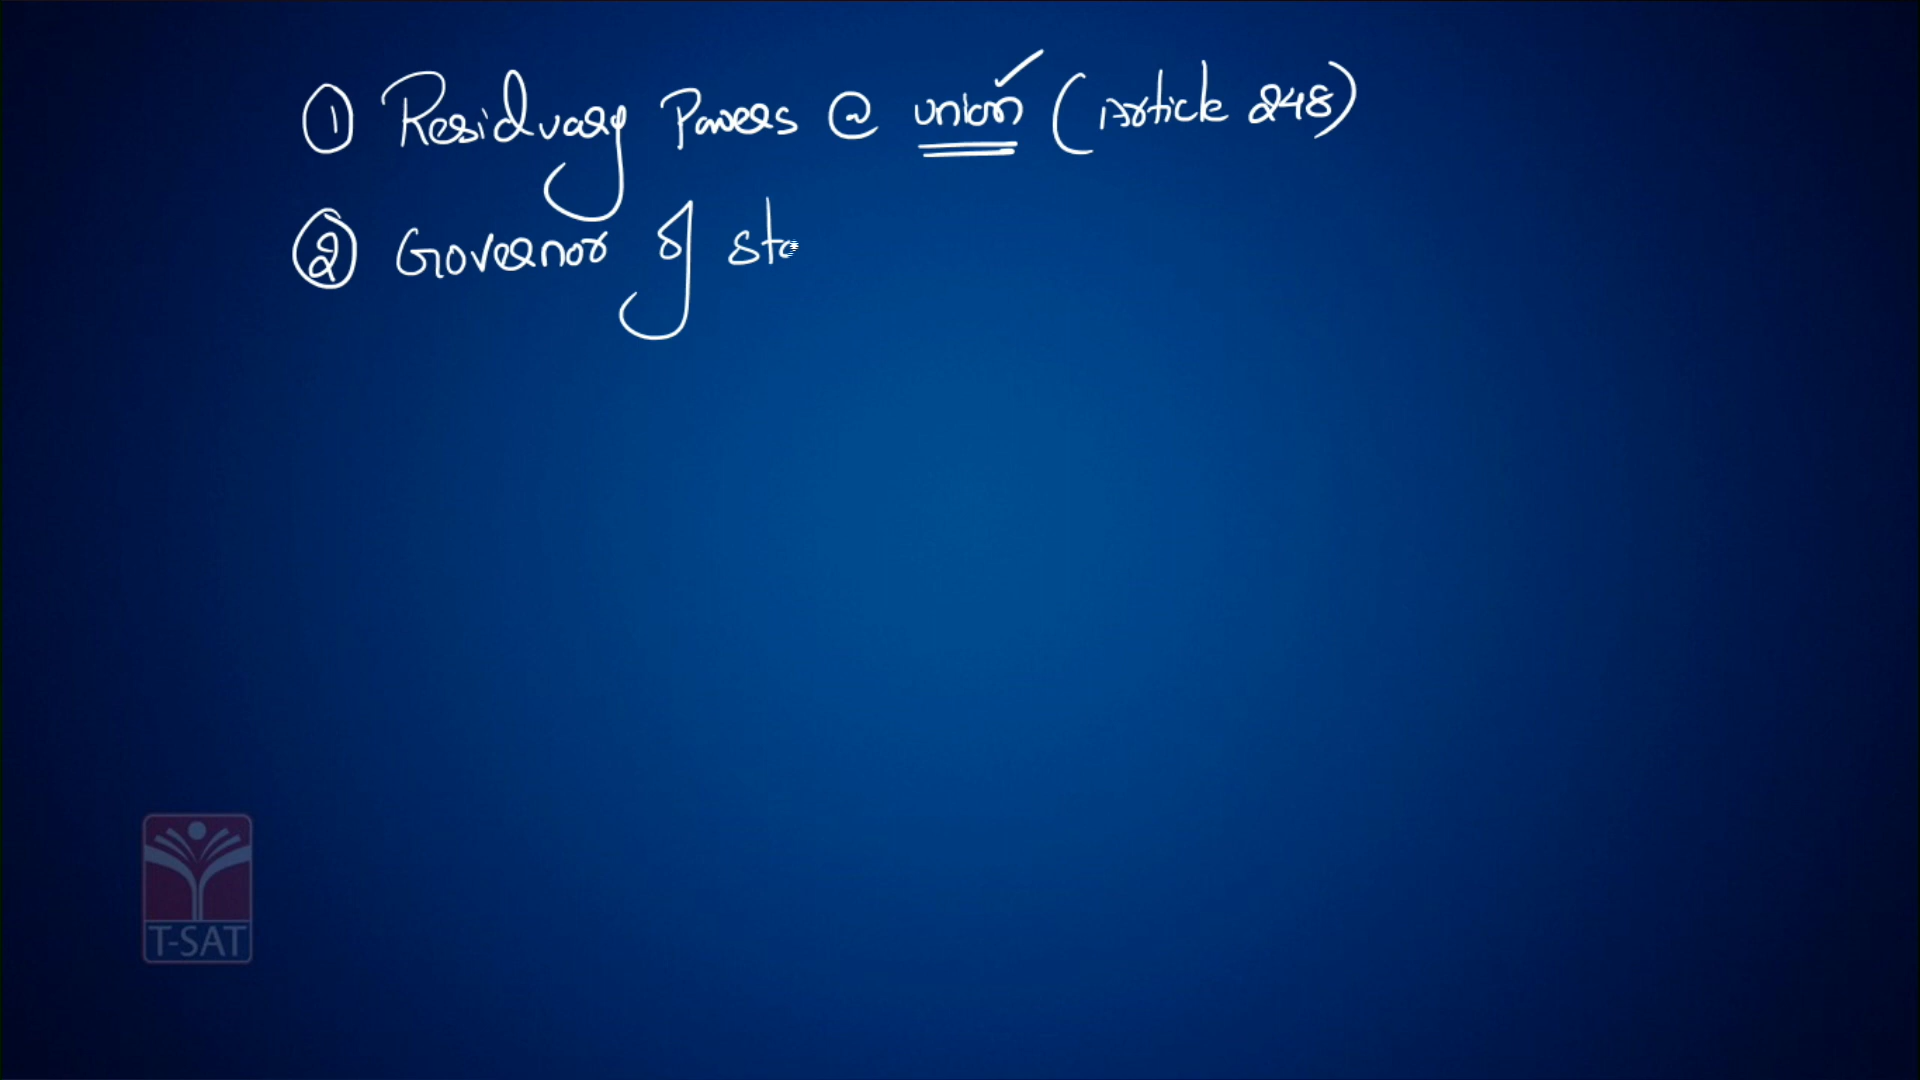 ① Residuary Powers @ union (Article 248)
② Governor of sta
T-SAT